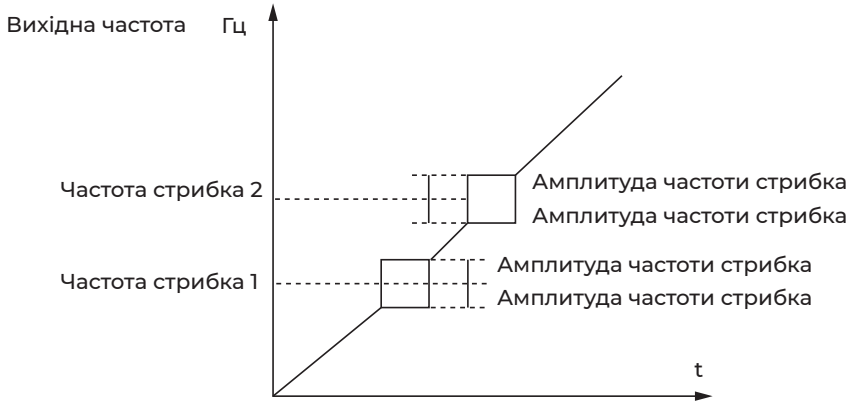 Вихідна частота Гц
Частота стрибка 2
Амплитуда частоти стрибка
Амплитуда частоти стрибка
Частота стрибка 1
Амплитуда частоти стрибка
Амплитуда частоти стрибка
t